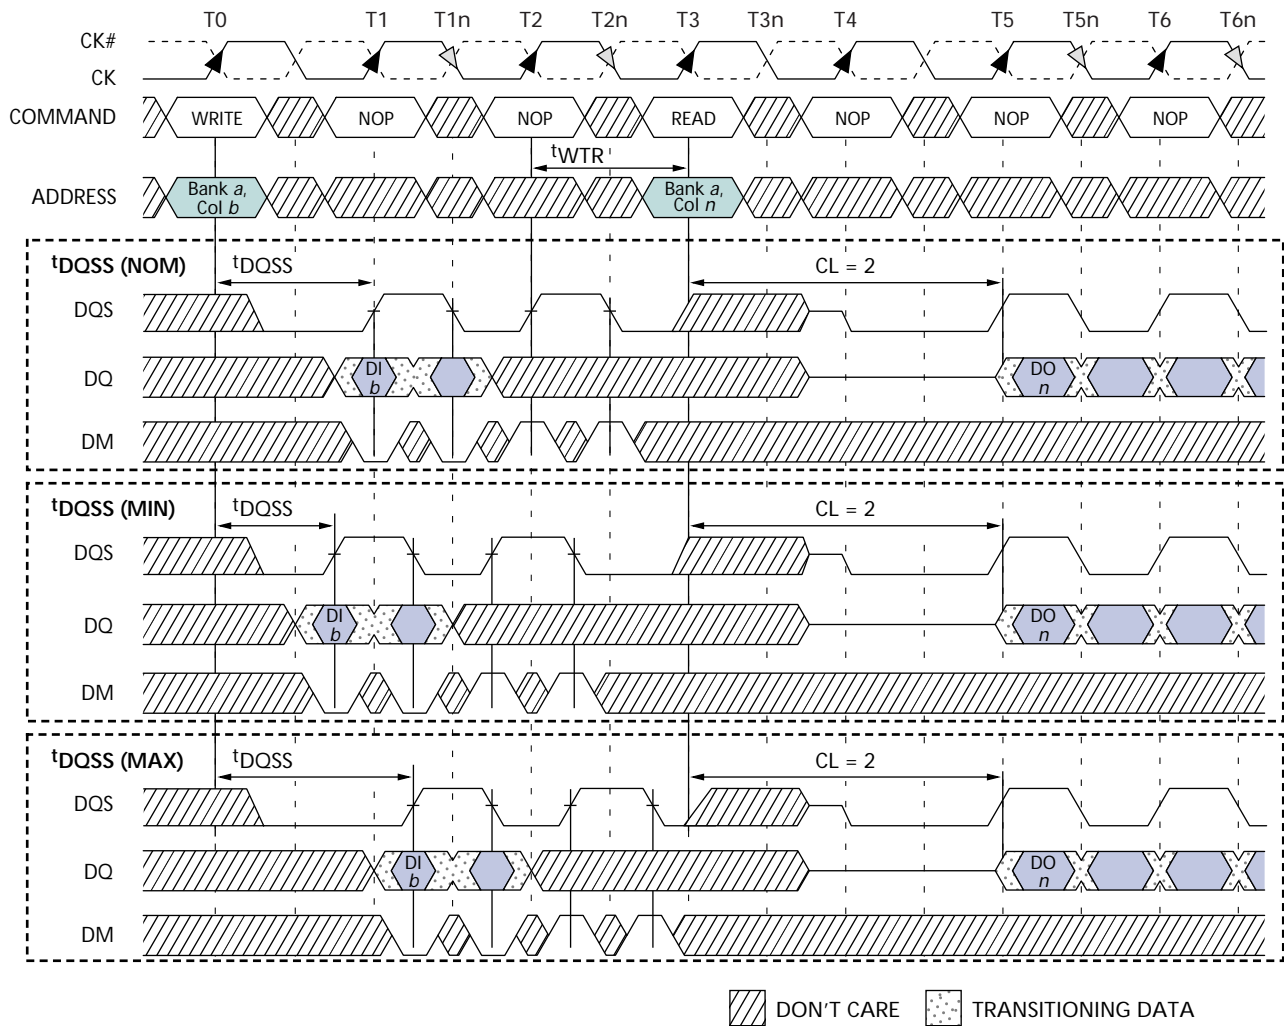 T0 T1 T1n T2 T2n T3 T3n T4 T5 T5n T6 T6n
CK#
CK
COMMAND WRITE NOP NOP READ NOP NOP NOP
tWTR
ADDRESS Bank a, Col b Bank a, Col n
tDQSS (NOM) tDQSS CL = 2
DQS
DQ DI b DO n
DM
tDQSS (MIN) tDQSS CL = 2
DQS
DQ DI b DO n
DM
tDQSS (MAX) tDQSS CL = 2
DQS
DQ DI b DO n
DM
DON'T CARE TRANSITIONING DATA